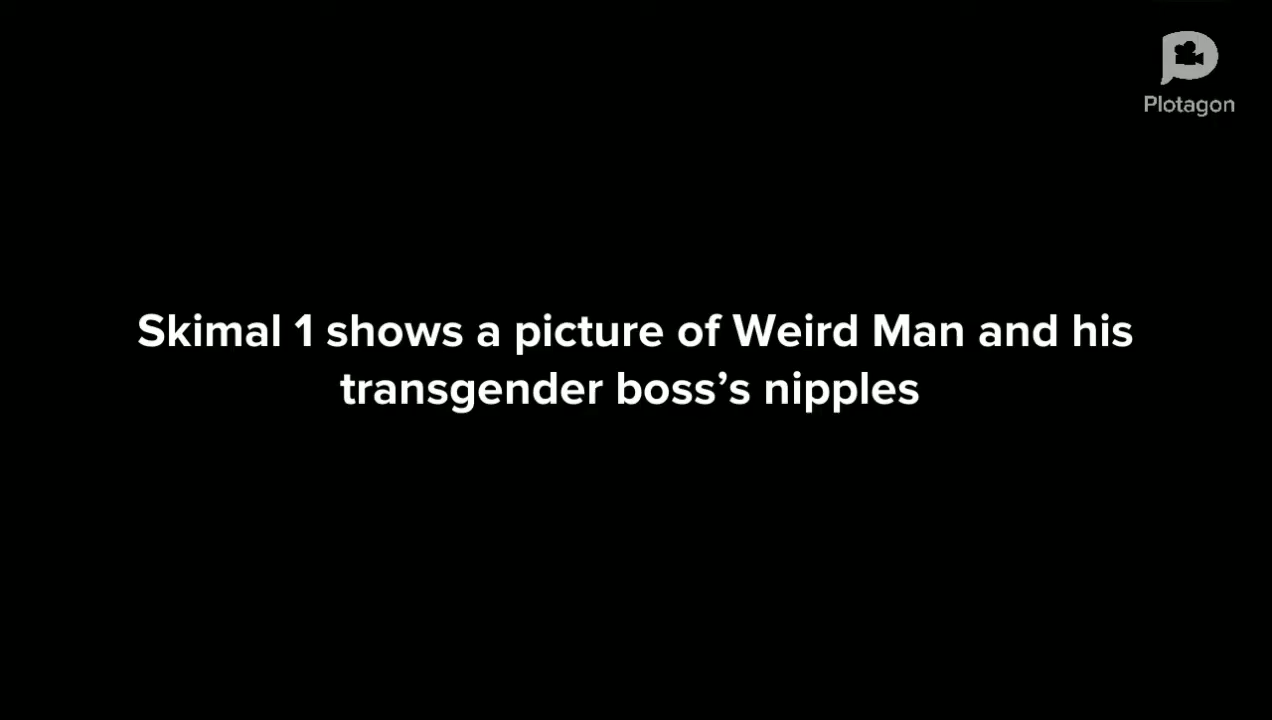 Plotagon
Skimal 1 shows a picture of Weird Man and his
transgender boss’s nipples